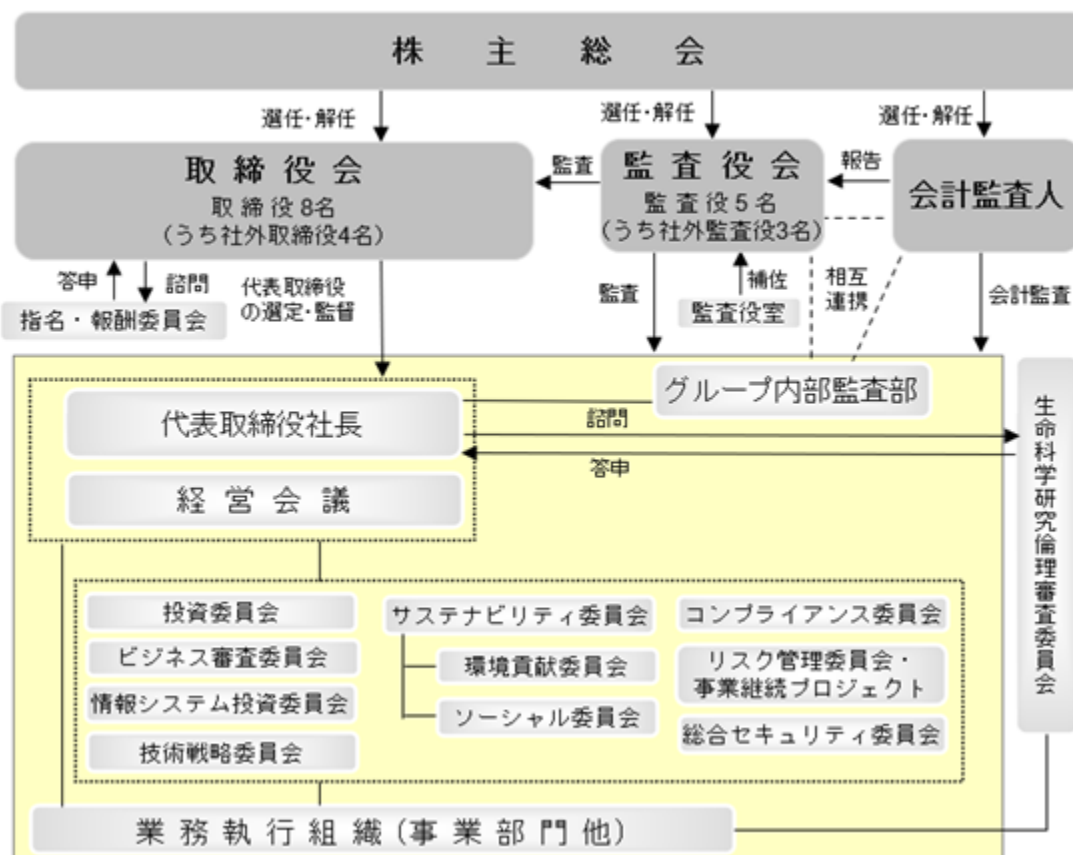 株主総会
選任・解任
選任・解任
選任・解任
取締役会
取締役8名
(うち社外取締役4名)
監査
監査役会
監査役5名
(うち社外監査役3名)
報告
会計監査人
答申
諮問
指名・報酬委員会
代表取締役
の選定・監督
監査
補佐
監査役室
相互
連携
会計監査
グループ内部監査部
代表取締役社長
諮問
答申
経営会議
生命科学研究倫理審査委員会
投資委員会
ビジネス審査委員会
情報システム投資委員会
技術戦略委員会
サステナビリティ委員会
環境貢献委員会
ソーシャル委員会
コンプライアンス委員会
リスク管理委員会・
事業継続プロジェクト
総合セキュリティ委員会
業務執行組織(事業部門他)